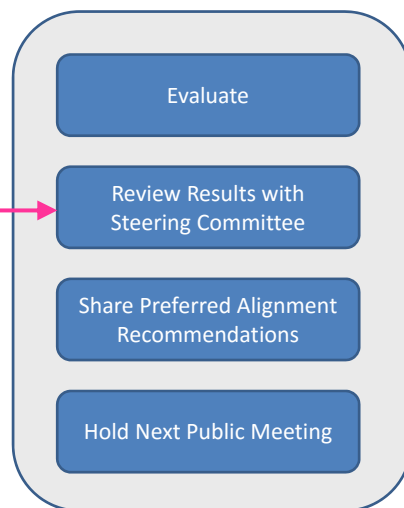 Evaluate
Review Results with
Steering Committee
Share Preferred Alignment
Recommendations
Hold Next Public Meeting